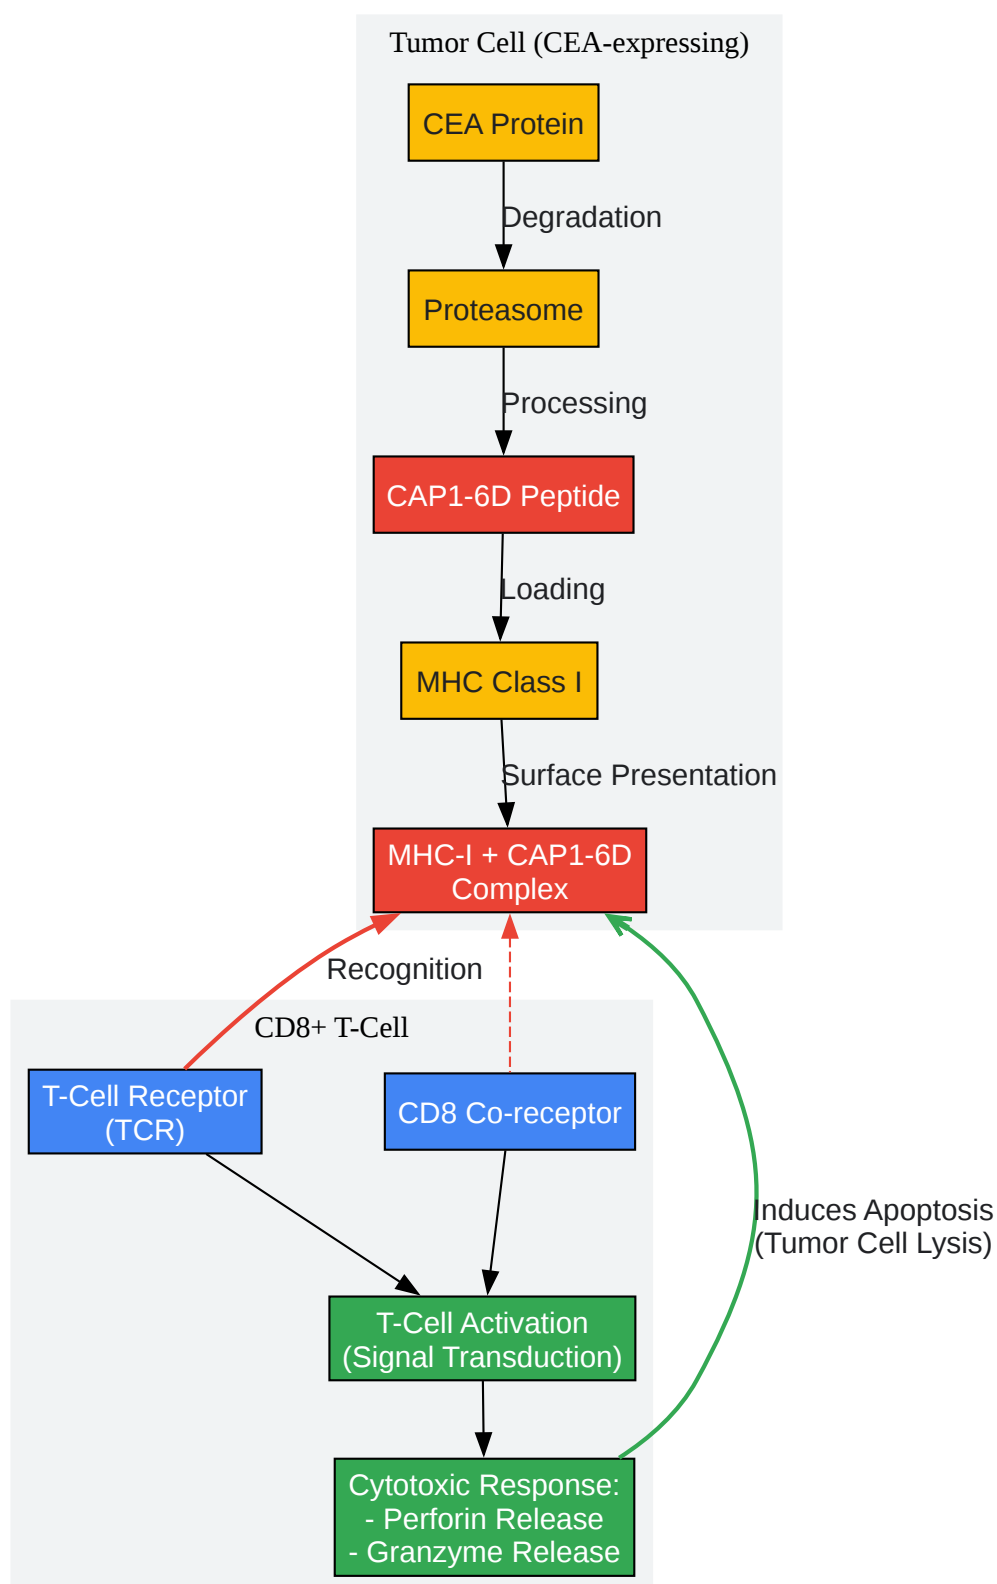 Tumor Cell (CEA-expressing)
CEA Protein
Degradation
Proteasome
Processing
CAP1-6D Peptide
Loading
MHC Class I
Surface Presentation
MHC-I + CAP1-6D
Complex
Recognition
CD8+ T-Cell
T-Cell Receptor
(TCR)
CD8 Co-receptor
Induces Apoptosis
(Tumor Cell Lysis)
T-Cell Activation
(Signal Transduction)
Cytotoxic Response:
- Perforin Release
- Granzyme Release